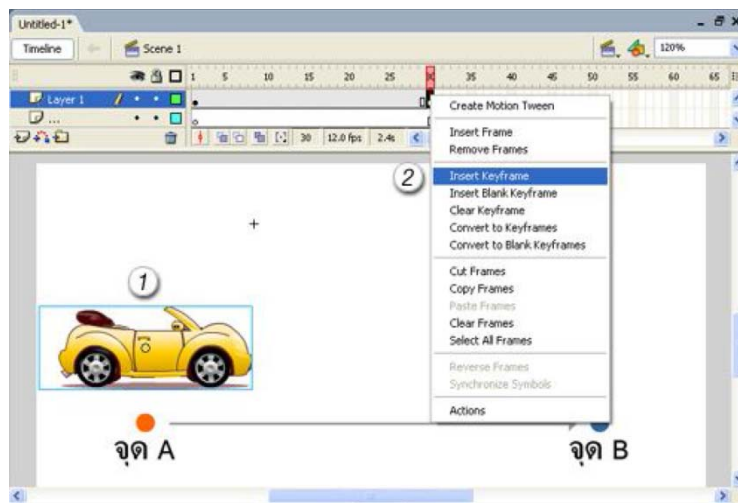 Untitled-1*
Timeline Scene 1 120%
1 5 10 15 20 25 30 35 40 45 50 55 60 65
Layer 1
...
30 12.0 fps 2.4s
Create Motion Tween
Insert Frame
Remove Frames
2 Insert Keyframe
Insert Blank Keyframe
Clear Keyframe
Convert to Keyframes
Convert to Blank Keyframes
1
Cut Frames
Copy Frames
Paste Frames
Clear Frames
Select All Frames
Reverse Frames
Synchronize Symbols
Actions
จุด A จุด B